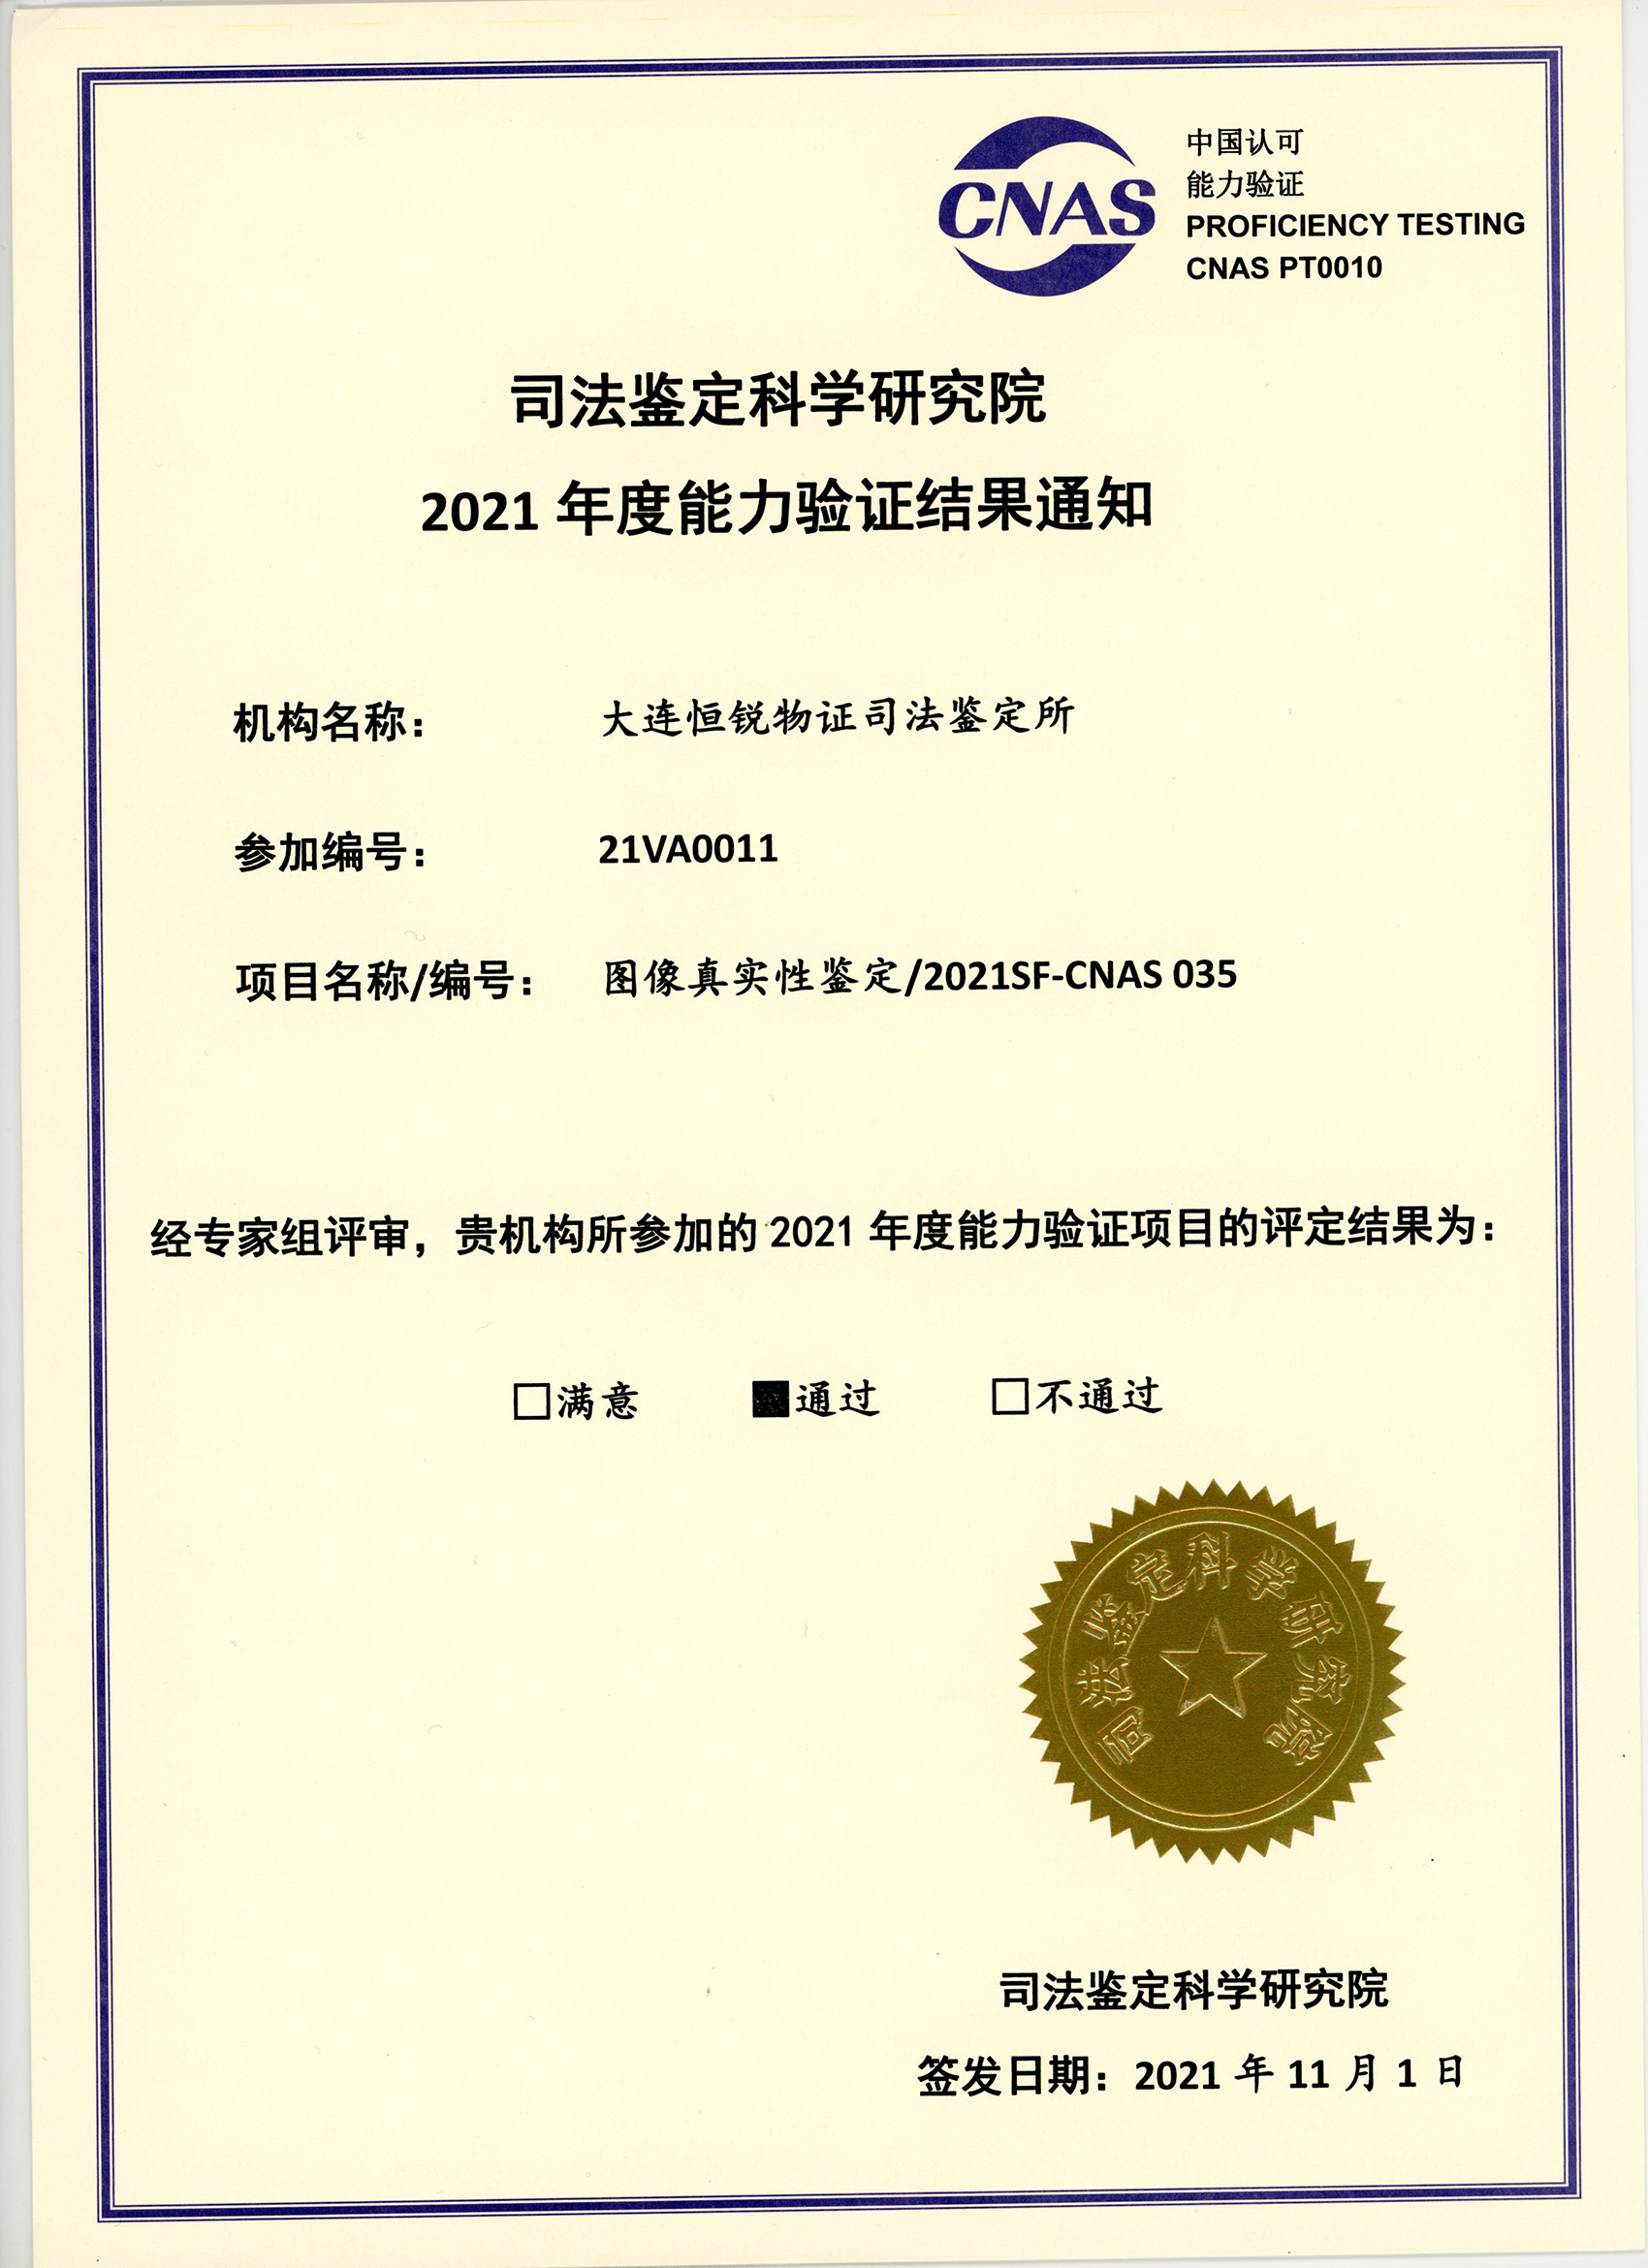 CNAS
中国认可
能力验证
PROFICIENCY TESTING
CNAS PT0010
司法鉴定科学研究院
2021 年度能力验证结果通知
机构名称： 大连恒锐物证司法鉴定所
参加编号： 21VA0011
项目名称/编号： 图像真实性鉴定/2021SF-CNAS 035
经专家组评审，贵机构所参加的 2021 年度能力验证项目的评定结果为：
□满意 ■通过 □不通过
司法鉴定科学研究院
司法鉴定科学研究院
签发日期：2021 年 11 月 1 日